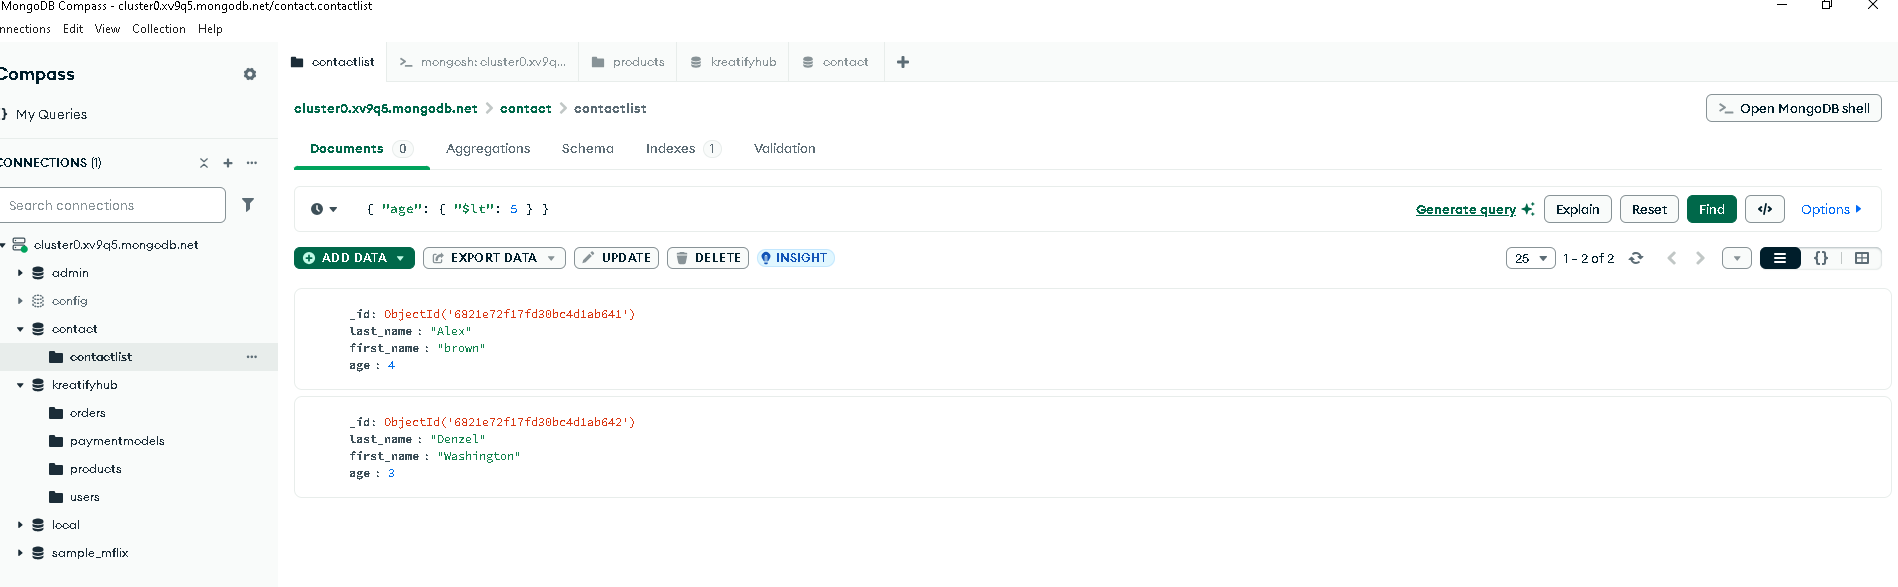 MongoDB Compass - cluster0.xv9q5.mongodb.net/contact.contactlist
nnections Edit View Collection Help
Compass
My Queries
CONNECTIONS (1)
Search connections
cluster0.xv9q5.mongodb.net
admin
config
contact
contactlist
kreatifyhub
orders
paymentmodels
products
users
local
sample_mflix
contactlist >_ mongosh: cluster0.xv9q... products kreatifyhub contact +
cluster0.xv9q5.mongodb.net > contact > contactlist
>_ Open MongoDB shell
Documents 0 Aggregations Schema Indexes 1 Validation
{ "age": { "$lt": 5 } }
Generate query Explain Reset Find </> Options
ADD DATA EXPORT DATA UPDATE DELETE INSIGHT
25 1 – 2 of 2 {}
_id: ObjectId('6821e72f17fd30bc4d1ab641')
last_name : "Alex"
first_name : "brown"
age : 4
_id: ObjectId('6821e72f17fd30bc4d1ab642')
last_name : "Denzel"
first_name : "Washington"
age : 3